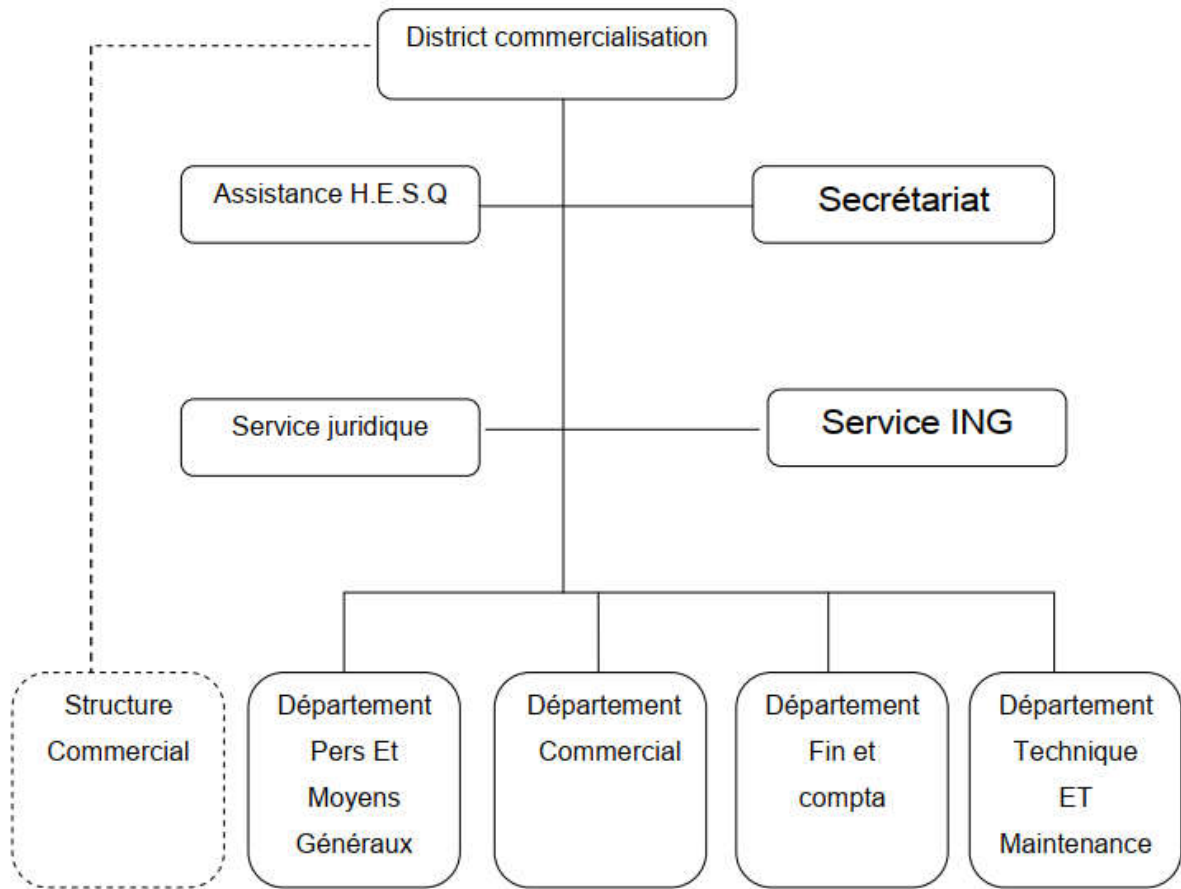 District commercialisation
Assistance H.E.S.Q
Secrétariat
Service juridique
Service ING
Structure
Commercial
Département
Pers Et
Moyens
Généraux
Département
Commercial
Département
Fin et
compta
Département
Technique
ET
Maintenance